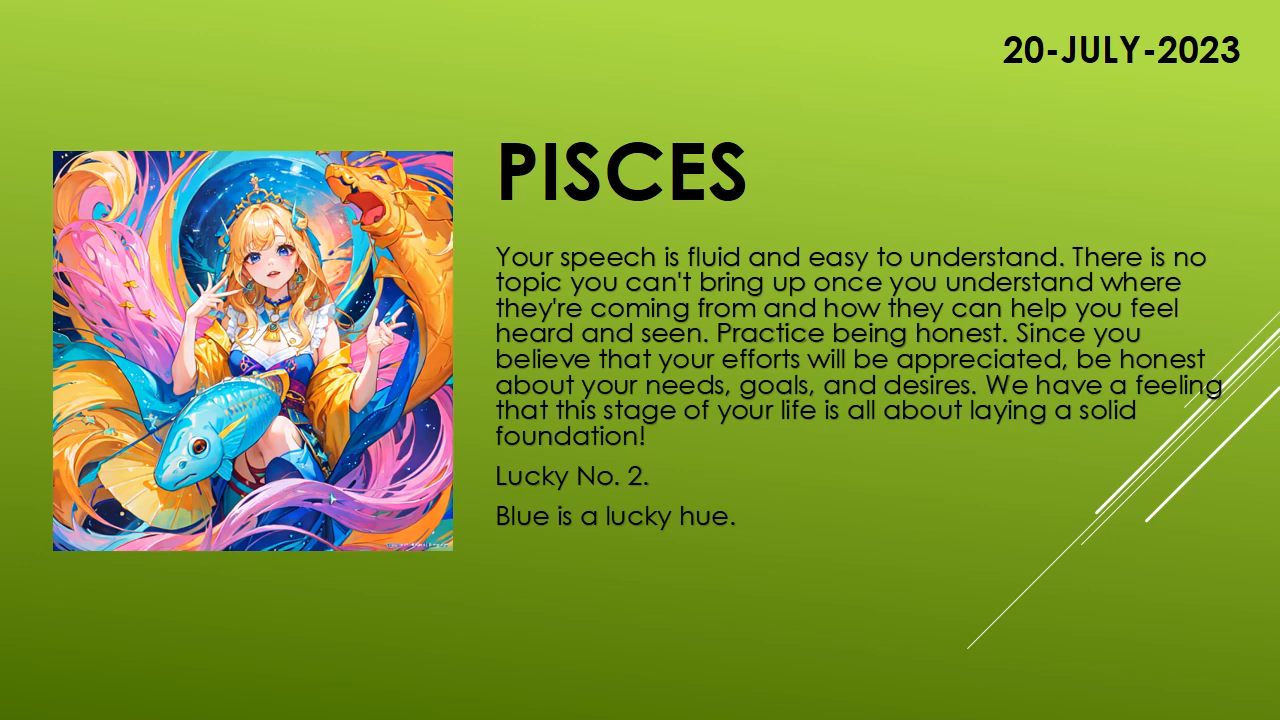 20-JULY-2023
PISCES
Your speech is fluid and easy to understand. There is no
topic you can't bring up once you understand where
they're coming from and how they can help you feel
heard and seen. Practice being honest. Since you
believe that your efforts will be appreciated, be honest
about your needs, goals, and desires. We have a feeling
that this stage of your life is all about laying a solid
foundation!
Lucky No. 2.
Blue is a lucky hue.